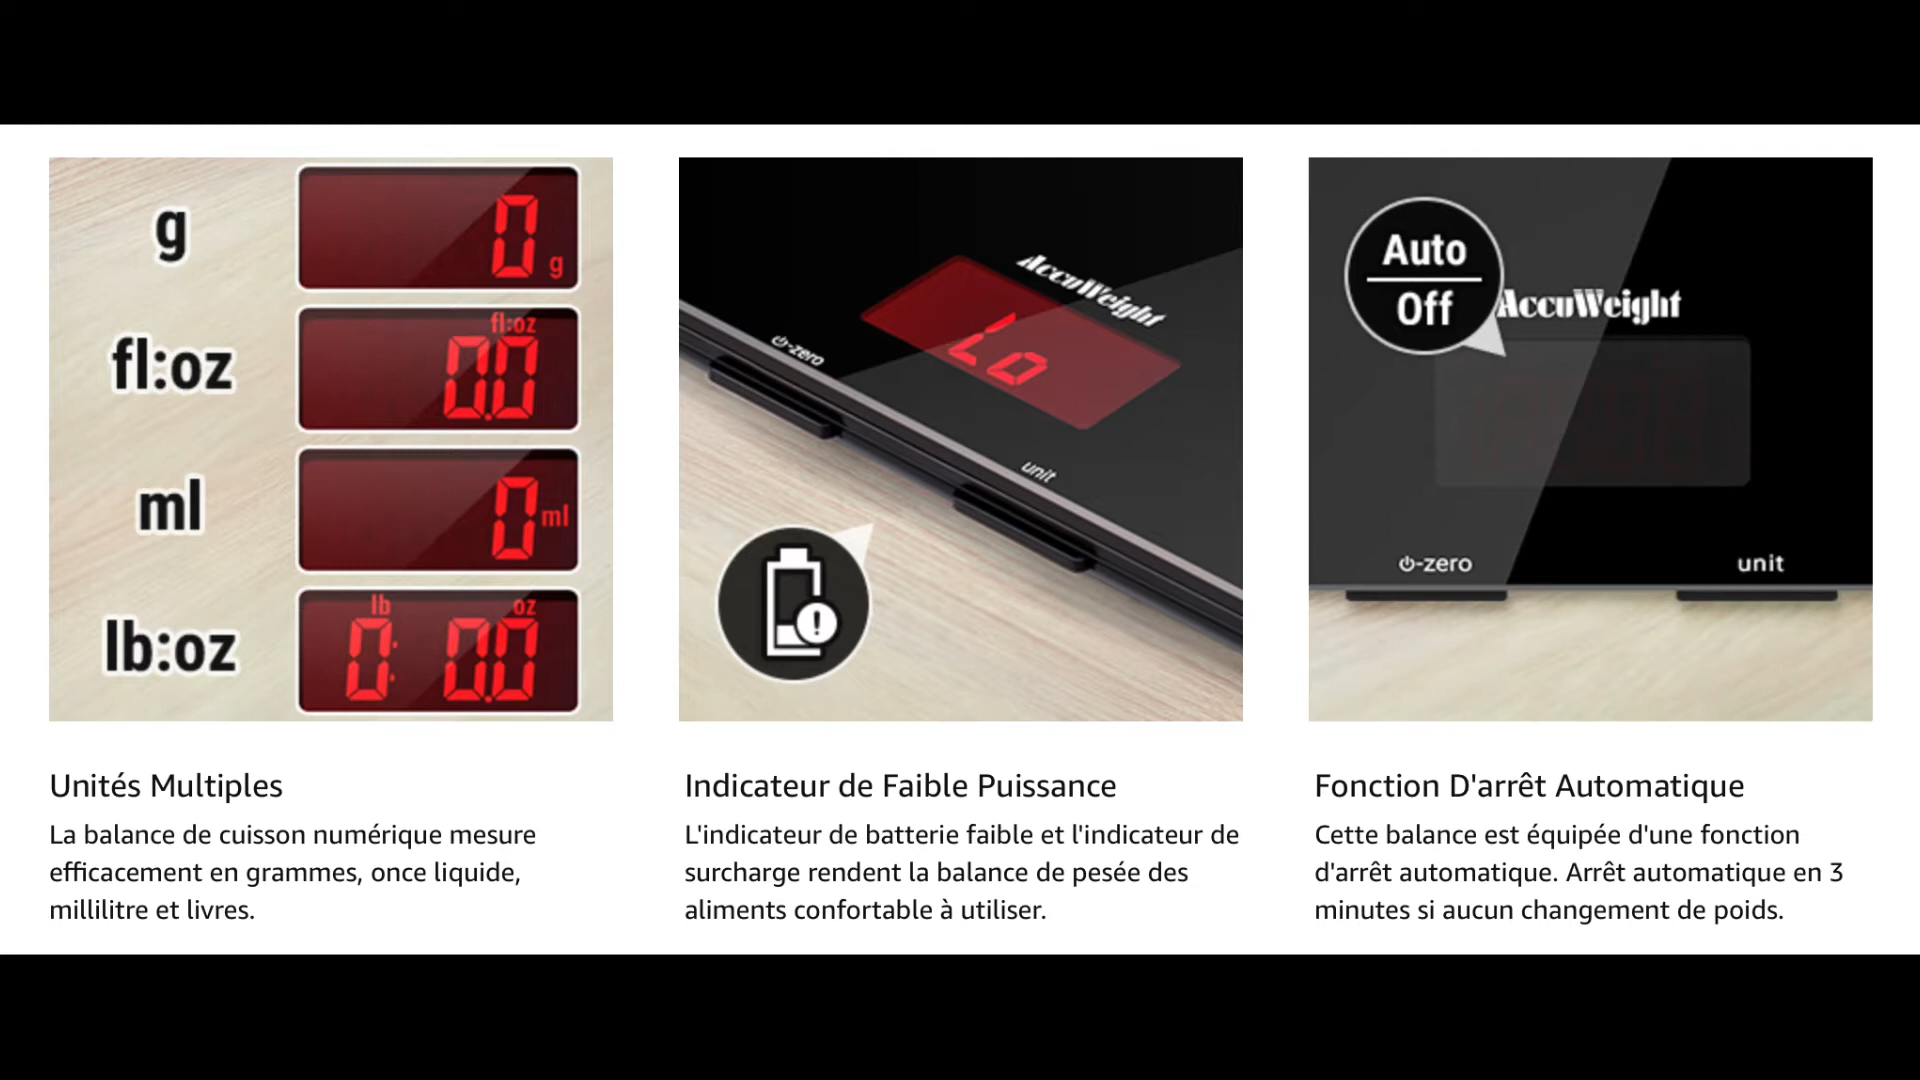 g
0
g
fl:oz
fl:oz
0.0
ml
0 ml
lb:oz
lb oz
0: 0.0
Unités Multiples
La balance de cuisson numérique mesure
efficacement en grammes, once liquide,
millilitre et livres.
AccuWeight
Lo
-zero
unit
Indicateur de Faible Puissance
L'indicateur de batterie faible et l'indicateur de
surcharge rendent la balance de pesée des
aliments confortable à utiliser.
Auto
Off
AccuWeight
-zero
unit
Fonction D'arrêt Automatique
Cette balance est équipée d'une fonction
d'arrêt automatique. Arrêt automatique en 3
minutes si aucun changement de poids.